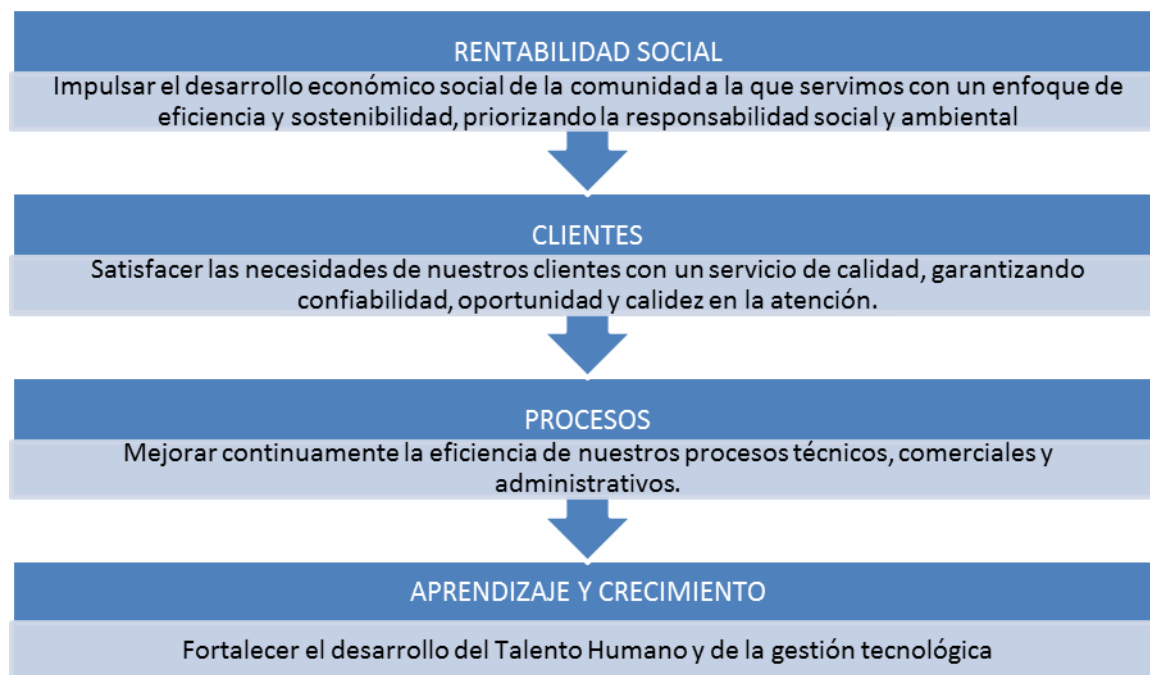 RENTABILIDAD SOCIAL
Impulsar el desarrollo económico social de la comunidad a la que servimos con un enfoque de
eficiencia y sostenibilidad, priorizando la responsabilidad social y ambiental
CLIENTES
Satisfacer las necesidades de nuestros clientes con un servicio de calidad, garantizando
confiabilidad, oportunidad y calidez en la atención.
PROCESOS
Mejorar continuamente la eficiencia de nuestros procesos técnicos, comerciales y
administrativos.
APRENDIZAJE Y CRECIMIENTO
Fortalecer el desarrollo del Talento Humano y de la gestión tecnológica